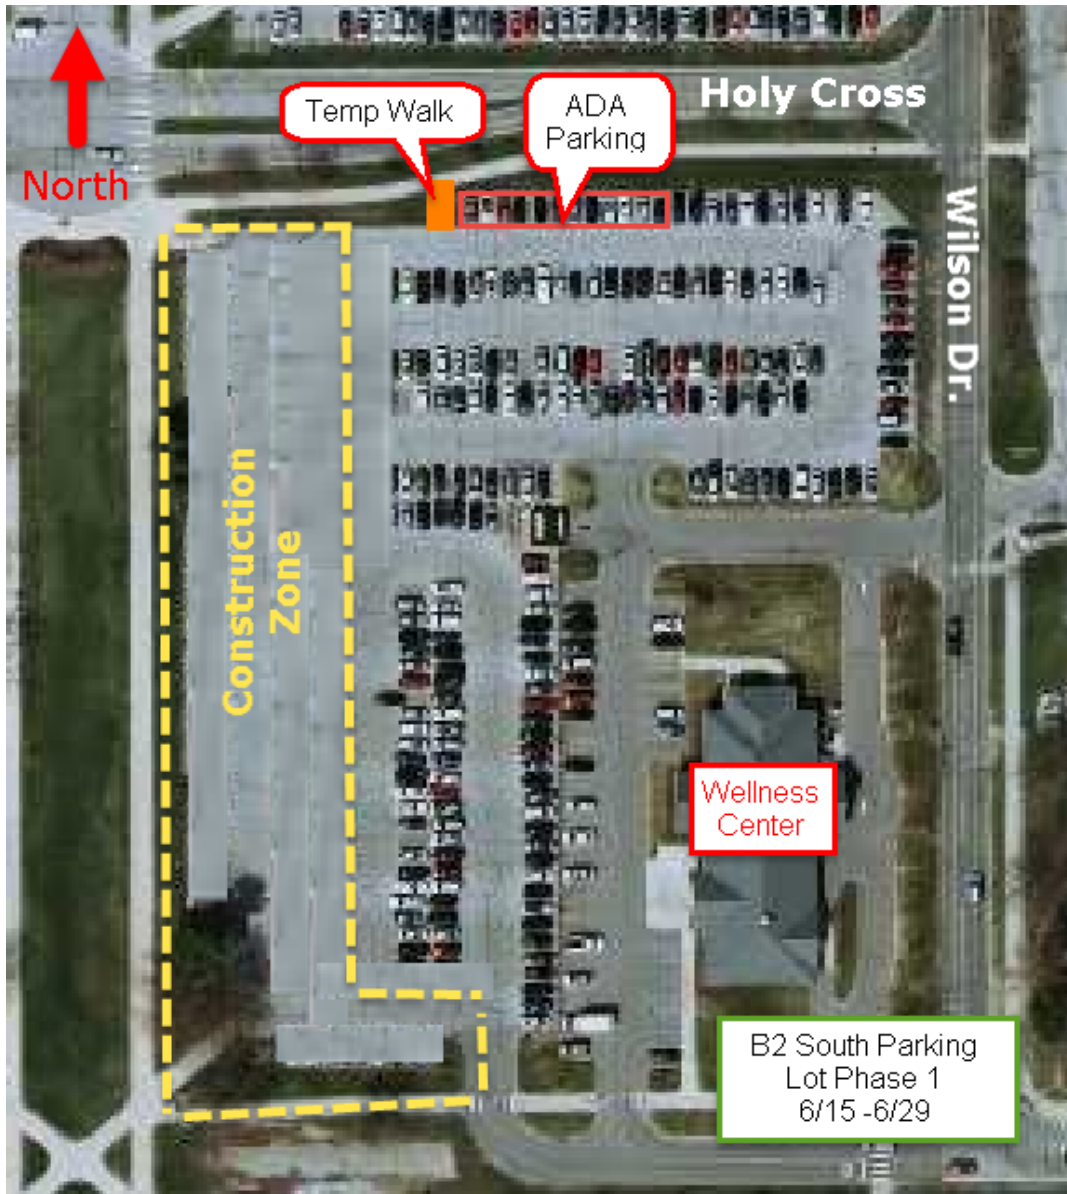 North
Temp Walk
ADA
Parking
Holy Cross
Wilson Dr.
Construction
Zone
Wellness
Center
B2 South Parking
Lot Phase 1
6/15 -6/29